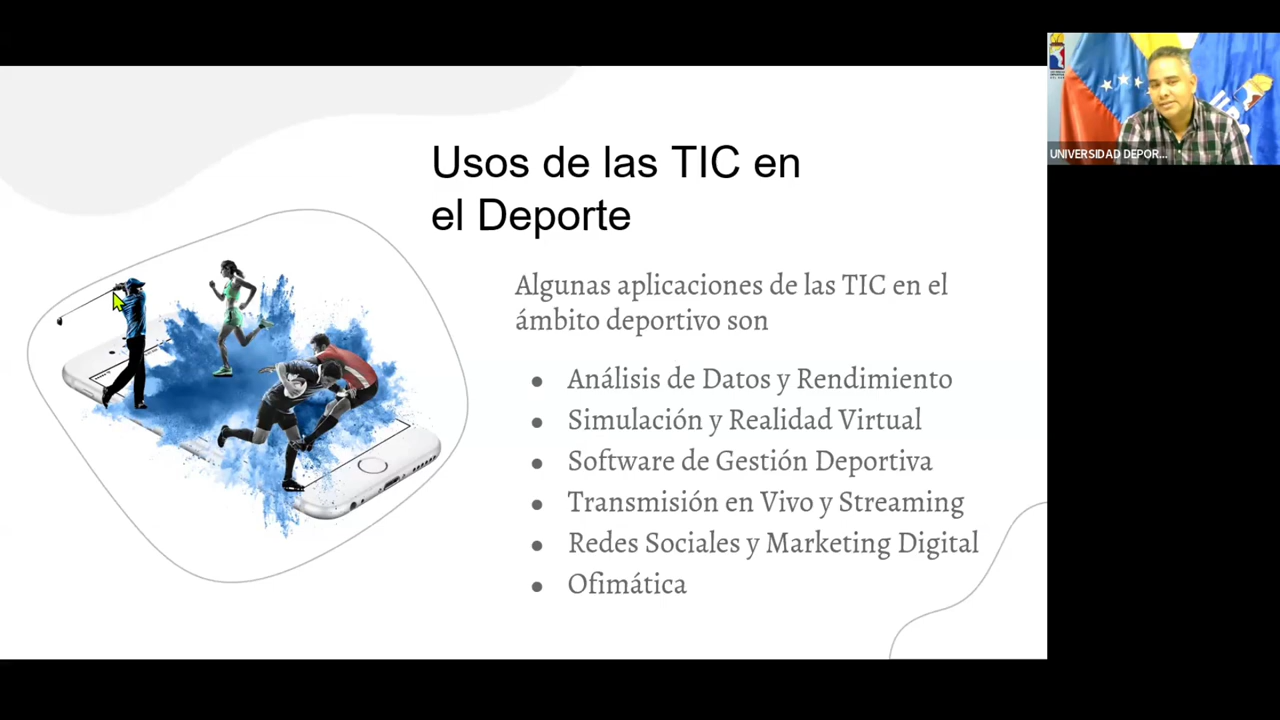 Usos de las TIC en
el Deporte
Algunas aplicaciones de las TIC en el
ámbito deportivo son
● Análisis de Datos y Rendimiento
● Simulación y Realidad Virtual
● Software de Gestión Deportiva
● Transmisión en Vivo y Streaming
● Redes Sociales y Marketing Digital
● Ofimática
UNIVERSIDAD DEPOR...